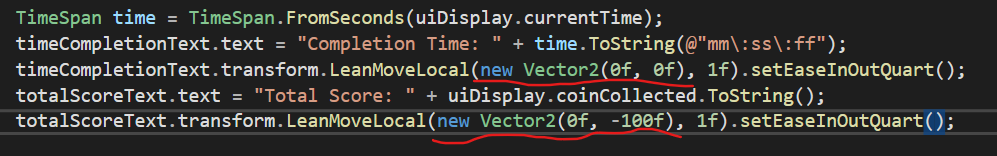 TimeSpan time = TimeSpan.FromSeconds(uiDisplay.currentTime);
timeCompletionText.text = "Completion Time: " + time.ToString(@"mm\:ss\:ff");
timeCompletionText.transform.LeanMoveLocal(new Vector2(0f, 0f), 1f).setEaseInOutQuart();
totalScoreText.text = "Total Score: " + uiDisplay.coinCollected.ToString();
totalScoreText.transform.LeanMoveLocal(new Vector2(0f, -100f), 1f).setEaseInOutQuart();